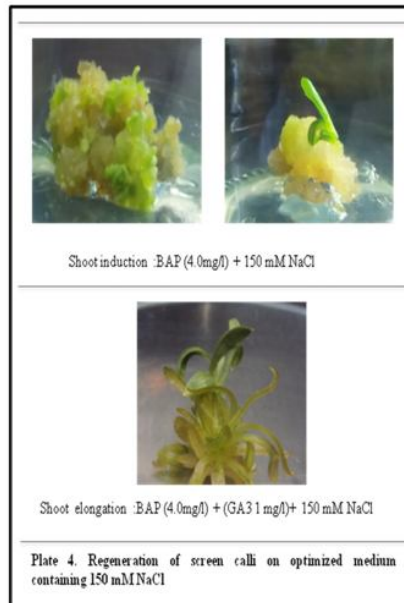 Shoot induction :BAP (4.0mg/l) + 150 mM NaCl
Shoot elongation :BAP (4.0mg/l) + (GA3 1 mg/l)+ 150 mM NaCl
Plate 4. Regeneration of screen calli on optimized medium
containing 150 mM NaCl